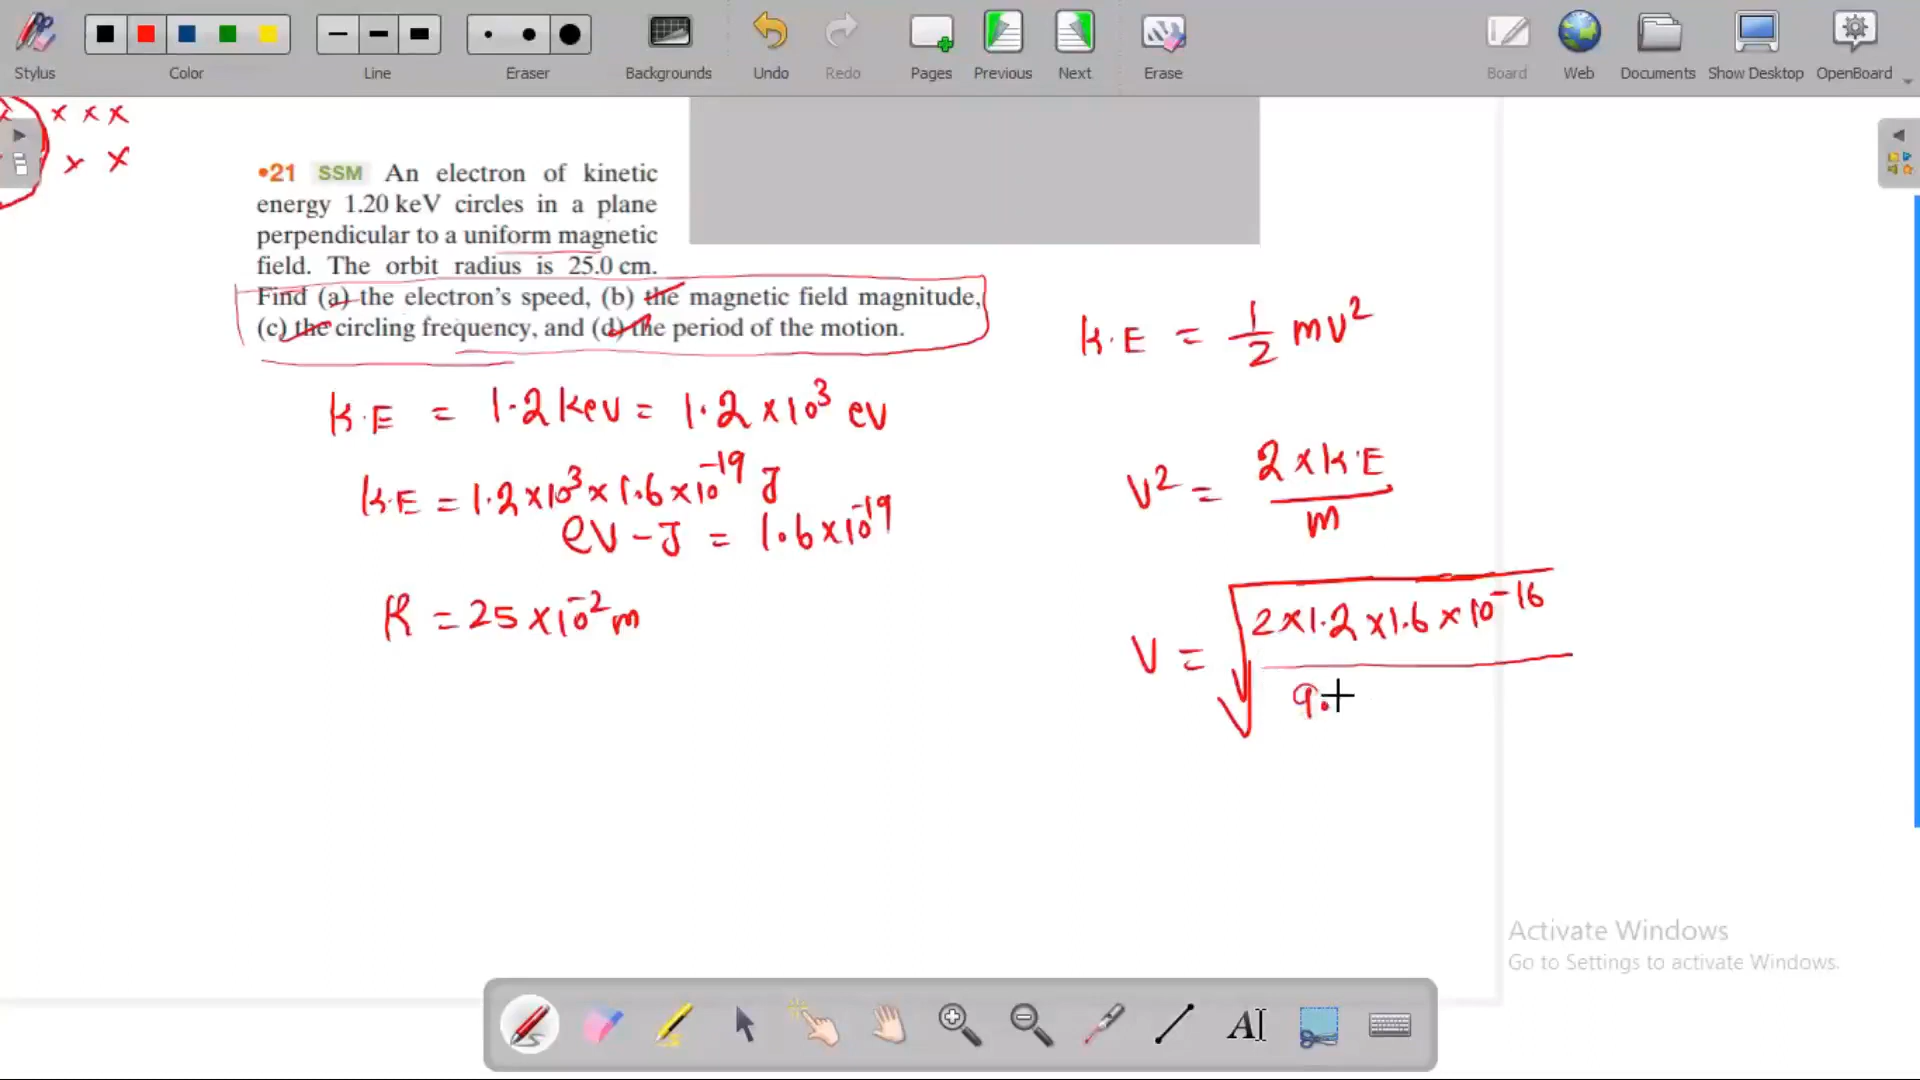 Stylus
Color
Line
Eraser
Backgrounds
Undo
Redo
Pages
Previous
Next
Erase
Board
Web
Documents
Show Desktop
OpenBoard
x x x
x x
•21 SSM An electron of kinetic
energy 1.20 keV circles in a plane
perpendicular to a uniform magnetic
field. The orbit radius is 25.0 cm.
Find (a) the electron's speed, (b) the magnetic field magnitude,
(c) the circling frequency, and (d) the period of the motion.
K.E = 1.2 kev = 1.2 × 10³ ev
K.E = 1.2 × 10³ × 1.6 × 10⁻¹⁹ J
eV - J = 1.6 × 10⁻¹⁹
R = 25 × 10⁻² m
K.E = 1/2 mv²
V² = 2 × K.E / m
V = √ 2 × 1.2 × 1.6 × 10⁻¹⁶
9.
Activate Windows
Go to Settings to activate Windows.
AI